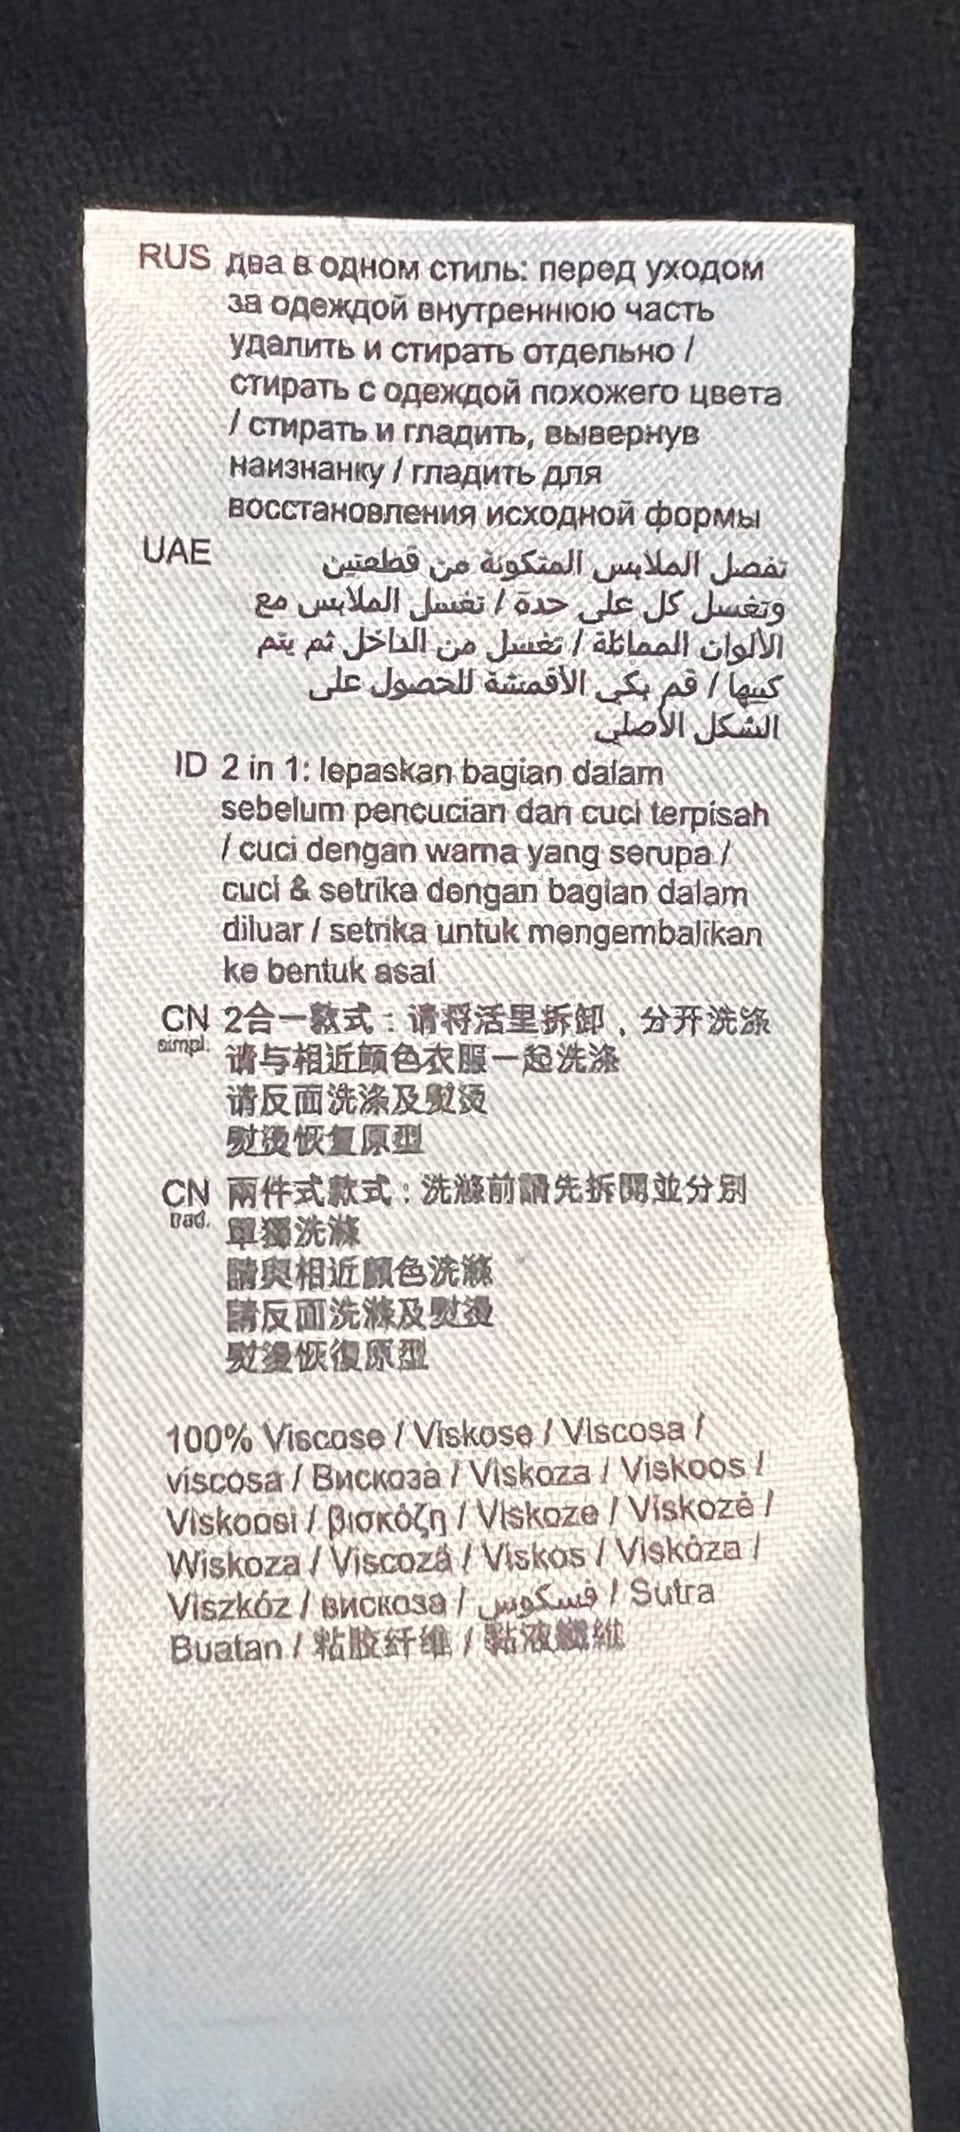 RUS два в одном стиль: перед уходом
за одеждой внутреннюю часть
удалить и стирать отдельно /
стирать с одеждой похожего цвета
/ стирать и гладить, вывернув
наизнанку / гладить для
восстановления исходной формы
UAE تفصل الملابس المتكونة من قطعتين
وتغسل كل على حدة / تغسل الملابس مع
الألوان المماثلة / تغسل من الداخل ثم يتم
كييها / قم بكي الأقمشة للحصول على
الشكل الأصلي
ID 2 in 1: lepaskan bagian dalam
sebelum pencucian dan cuci terpisah
/ cuci dengan warna yang serupa /
cuci & setrika dengan bagian dalam
diluar / setrika untuk mengembalikan
ke bentuk asal
CN 2合一款式：请将活里拆卸，分开洗涤
simpl. 请与相近颜色衣服一起洗涤
请反面洗涤及熨烫
熨烫恢复原型
CN 兩件式款式：洗滌前請先拆開並分別
trad. 單獨洗滌
請與相近顏色洗滌
請反面洗滌及熨燙
熨燙恢復原型
100% Viscose / Viskose / Viscosa /
viscosa / Вискоза / Viskoza / Viskoos /
Viskoosi / βισκόζη / Viskoze / Viskozė /
Wiskoza / Viscoză / Viskos / Viskóza /
Viszkóz / вискоза / فسكوس / Sutra
Buatan / 粘胶纤维 / 黏液纖維